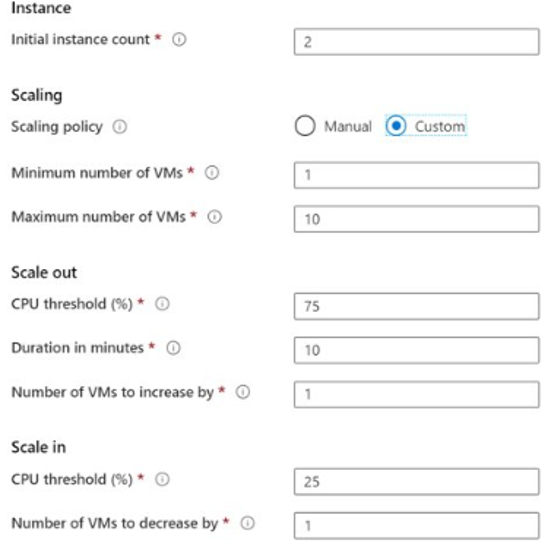 Instance
Initial instance count * 2
Scaling
Scaling policy Manual Custom
Minimum number of VMs * 1
Maximum number of VMs * 10
Scale out
CPU threshold (%) * 75
Duration in minutes * 10
Number of VMs to increase by * 1
Scale in
CPU threshold (%) * 25
Number of VMs to decrease by * 1